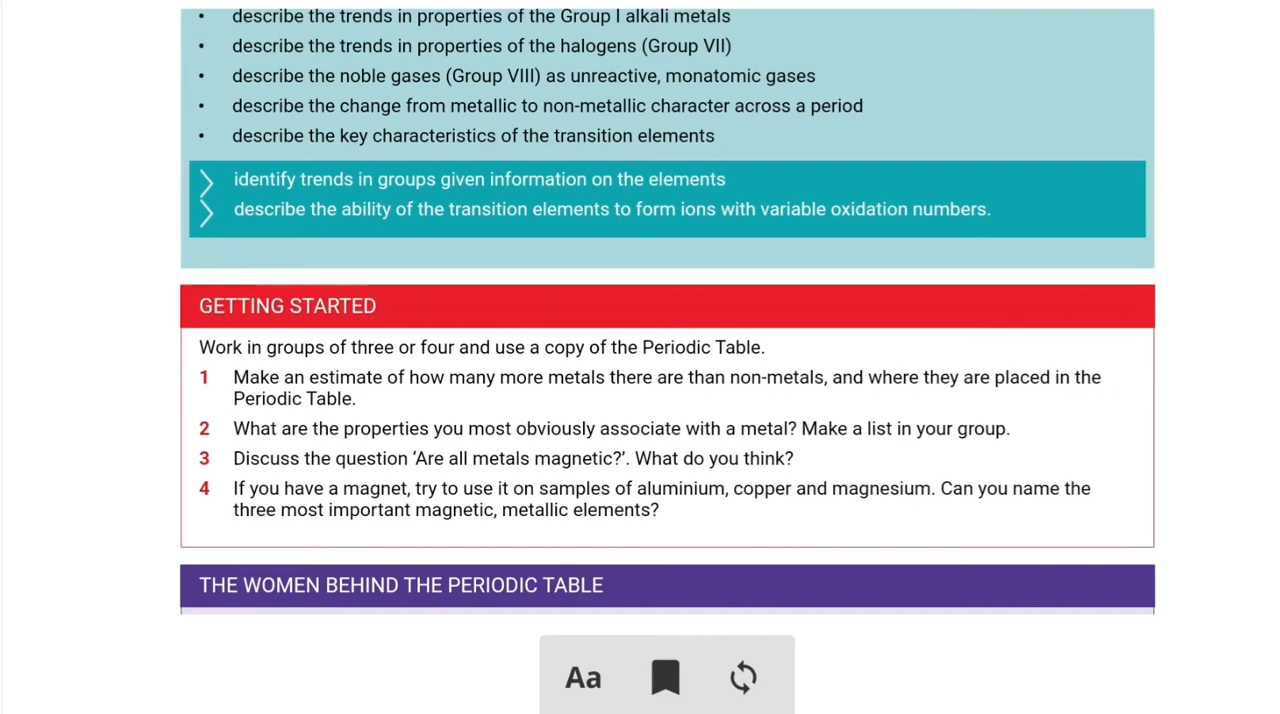 • describe the trends in properties of the Group I alkali metals
• describe the trends in properties of the halogens (Group VII)
• describe the noble gases (Group VIII) as unreactive, monatomic gases
• describe the change from metallic to non-metallic character across a period
• describe the key characteristics of the transition elements
identify trends in groups given information on the elements
describe the ability of the transition elements to form ions with variable oxidation numbers.
GETTING STARTED
Work in groups of three or four and use a copy of the Periodic Table.
1 Make an estimate of how many more metals there are than non-metals, and where they are placed in the
Periodic Table.
2 What are the properties you most obviously associate with a metal? Make a list in your group.
3 Discuss the question ‘Are all metals magnetic?’. What do you think?
4 If you have a magnet, try to use it on samples of aluminium, copper and magnesium. Can you name the
three most important magnetic, metallic elements?
THE WOMEN BEHIND THE PERIODIC TABLE
Aa